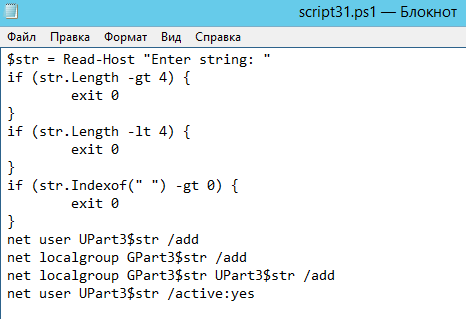 script31.ps1 — Блокнот
Файл Правка Формат Вид Справка
$str = Read-Host "Enter string: "
if (str.Length -gt 4) {
        exit 0
}
if (str.Length -lt 4) {
        exit 0
}
if (str.Indexof(" ") -gt 0) {
        exit 0
}
net user UPart3$str /add
net localgroup GPart3$str /add
net localgroup GPart3$str UPart3$str /add
net user UPart3$str /active:yes